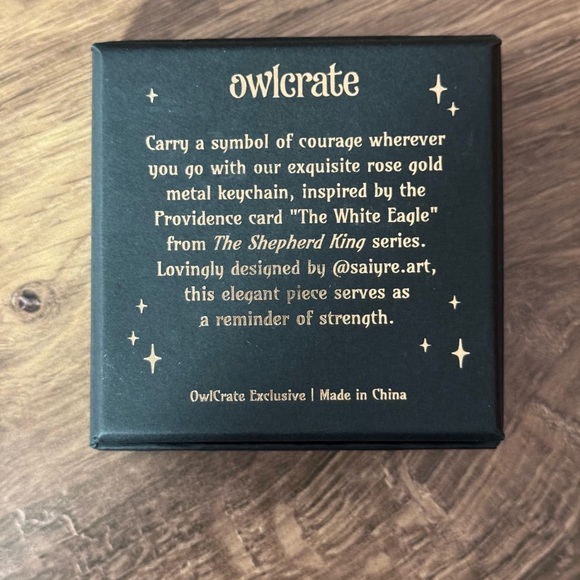 owlcrate
Carry a symbol of courage wherever
you go with our exquisite rose gold
metal keychain, inspired by the
Providence card "The White Eagle"
from The Shepherd King series.
Lovingly designed by @saiyre.art,
this elegant piece serves as
a reminder of strength.
OwlCrate Exclusive | Made in China